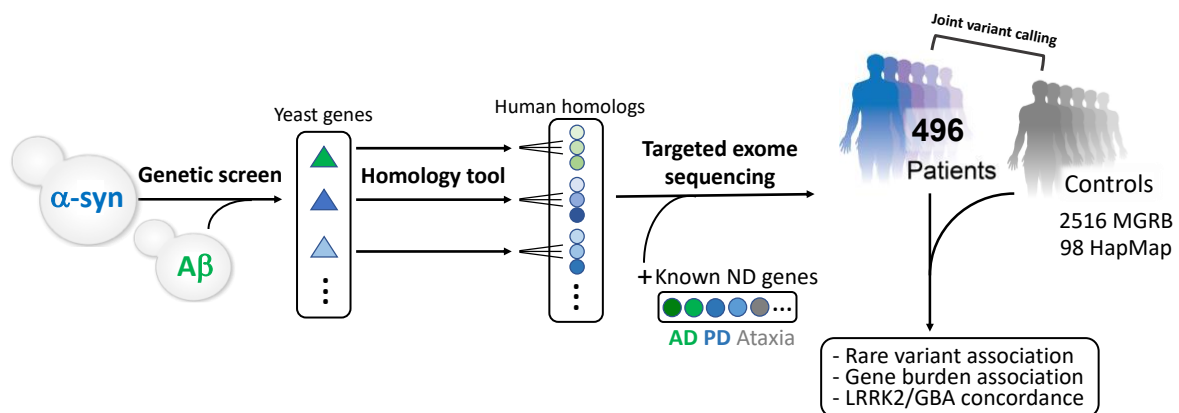 Joint variant calling
Yeast genes
Human homologs
α-syn
Genetic screen
Aβ
Homology tool
Targeted exome
sequencing
496
Patients
Controls
2516 MGRB
98 HapMap
+Known ND genes
AD PD Ataxia
- Rare variant association
- Gene burden association
- LRRK2/GBA concordance